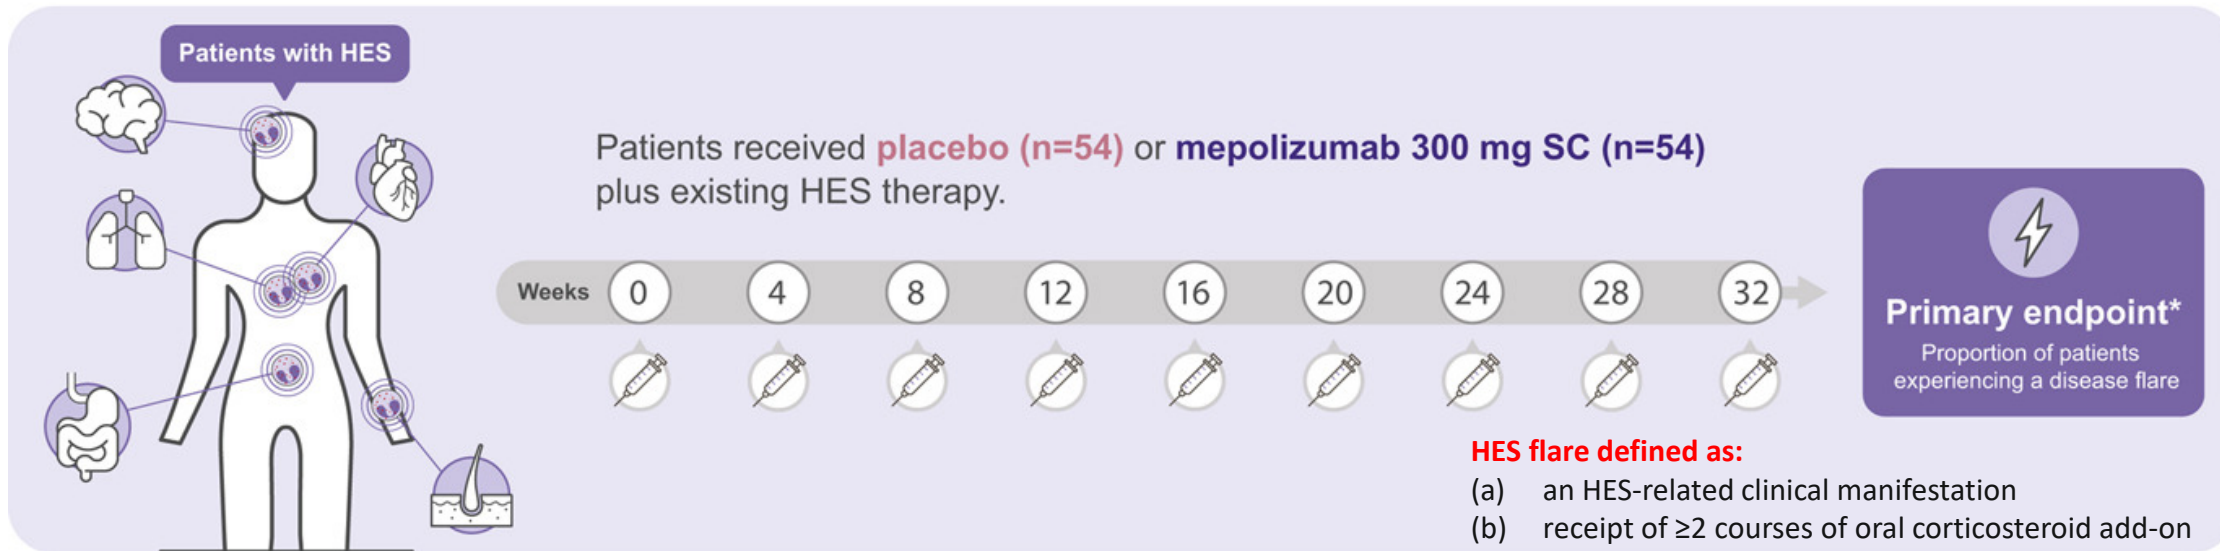 Patients with HES
Patients received placebo (n=54) or mepolizumab 300 mg SC (n=54)
plus existing HES therapy.
Weeks 0 4 8 12 16 20 24 28 32
Primary endpoint*
Proportion of patients
experiencing a disease flare
HES flare defined as:
(a) an HES-related clinical manifestation
(b) receipt of ≥2 courses of oral corticosteroid add-on